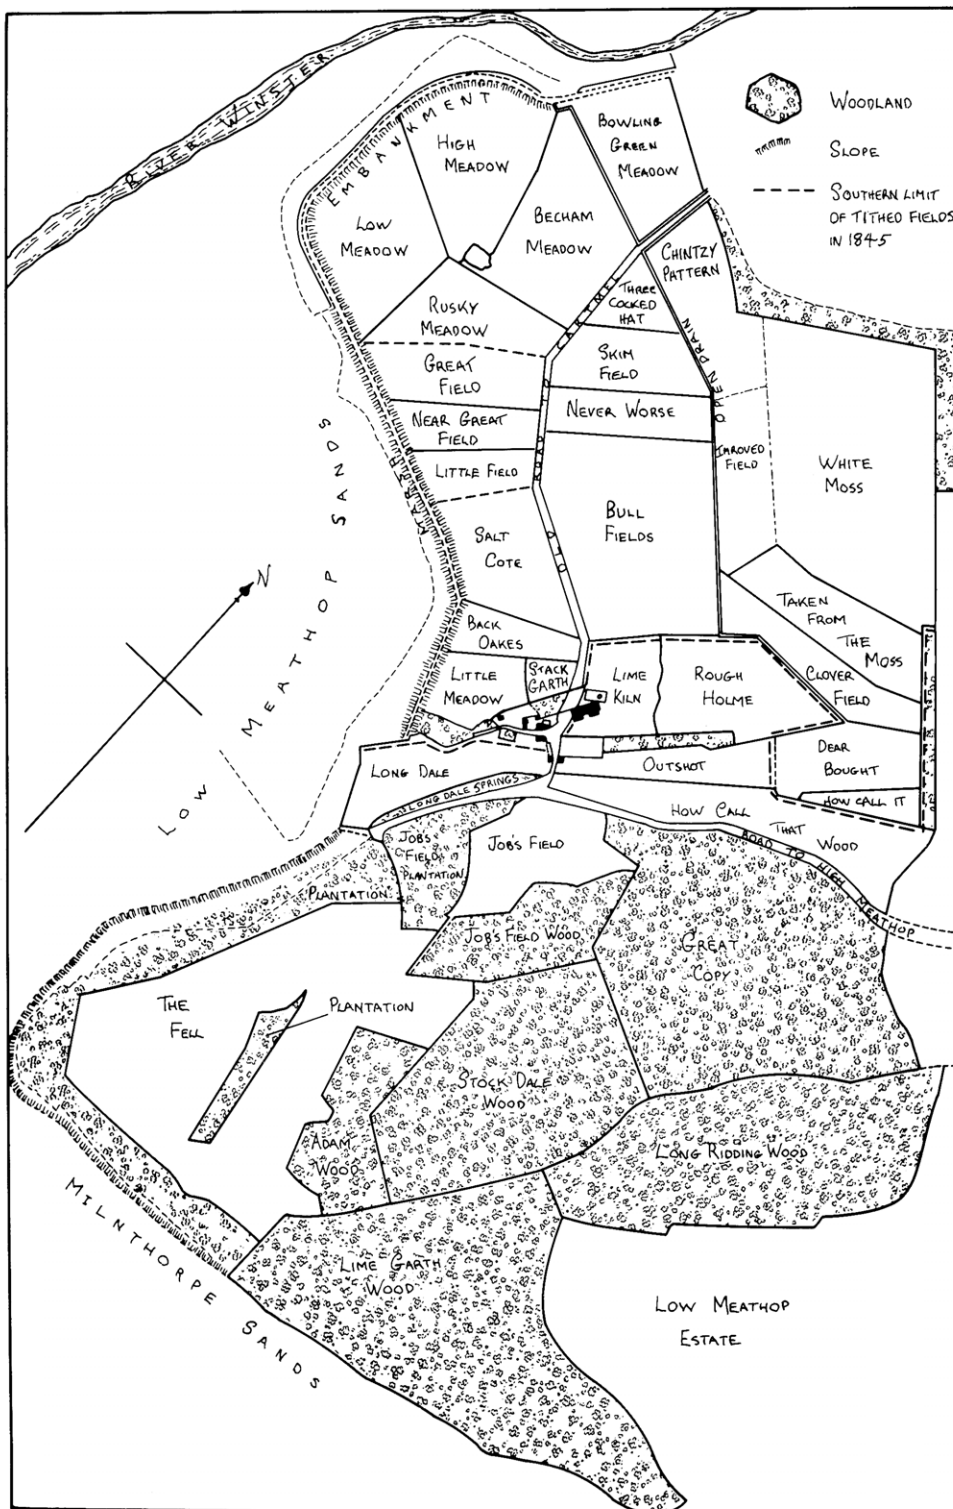 RIVER WINSTER
EMBANKMENT
HIGH
MEADOW
BOWLING
GREEN
MEADOW
WOODLAND
SLOPE
SOUTHERN LIMIT
OF TITHED FIELDS
IN 1845
LOW
MEADOW
BECHAM
MEADOW
CHINTZY
PATTERN
THREE
COCKED
HAT
RUSKY
MEADOW
CARTMEL
GREAT
FIELD
SKIM
FIELD
OPEN DRAIN
NEAR GREAT
FIELD
NEVER WORSE
ROAD
LITTLE FIELD
IMROVED
FIELD
WHITE
MOSS
MARSH
SALT
COTE
BULL
FIELDS
OLD
N
LOW MEATHOP SANDS
BACK
OAKES
TAKEN
FROM
THE
MOSS
LITTLE
MEADOW
STACK
GARTH
LIME
KILN
ROUGH
HOLME
CLOVER
FIELD
LONG DALE
OUTSHOT
DEAR
BOUGHT
LONG DALE SPRINGS
HOW CALL IT
HOW CALL
THAT
WOOD
ROAD TO HIGH MEATHOP
JOB'S
FIELD
PLANTATION
JOB'S FIELD
PLANTATION
JOB'S FIELD WOOD
GREAT
COPY
THE
FELL
PLANTATION
STOCK DALE
WOOD
ADAM
WOOD
LONG RIDDING WOOD
MILNTHORPE SANDS
LIME GARTH
WOOD
LOW MEATHOP
ESTATE